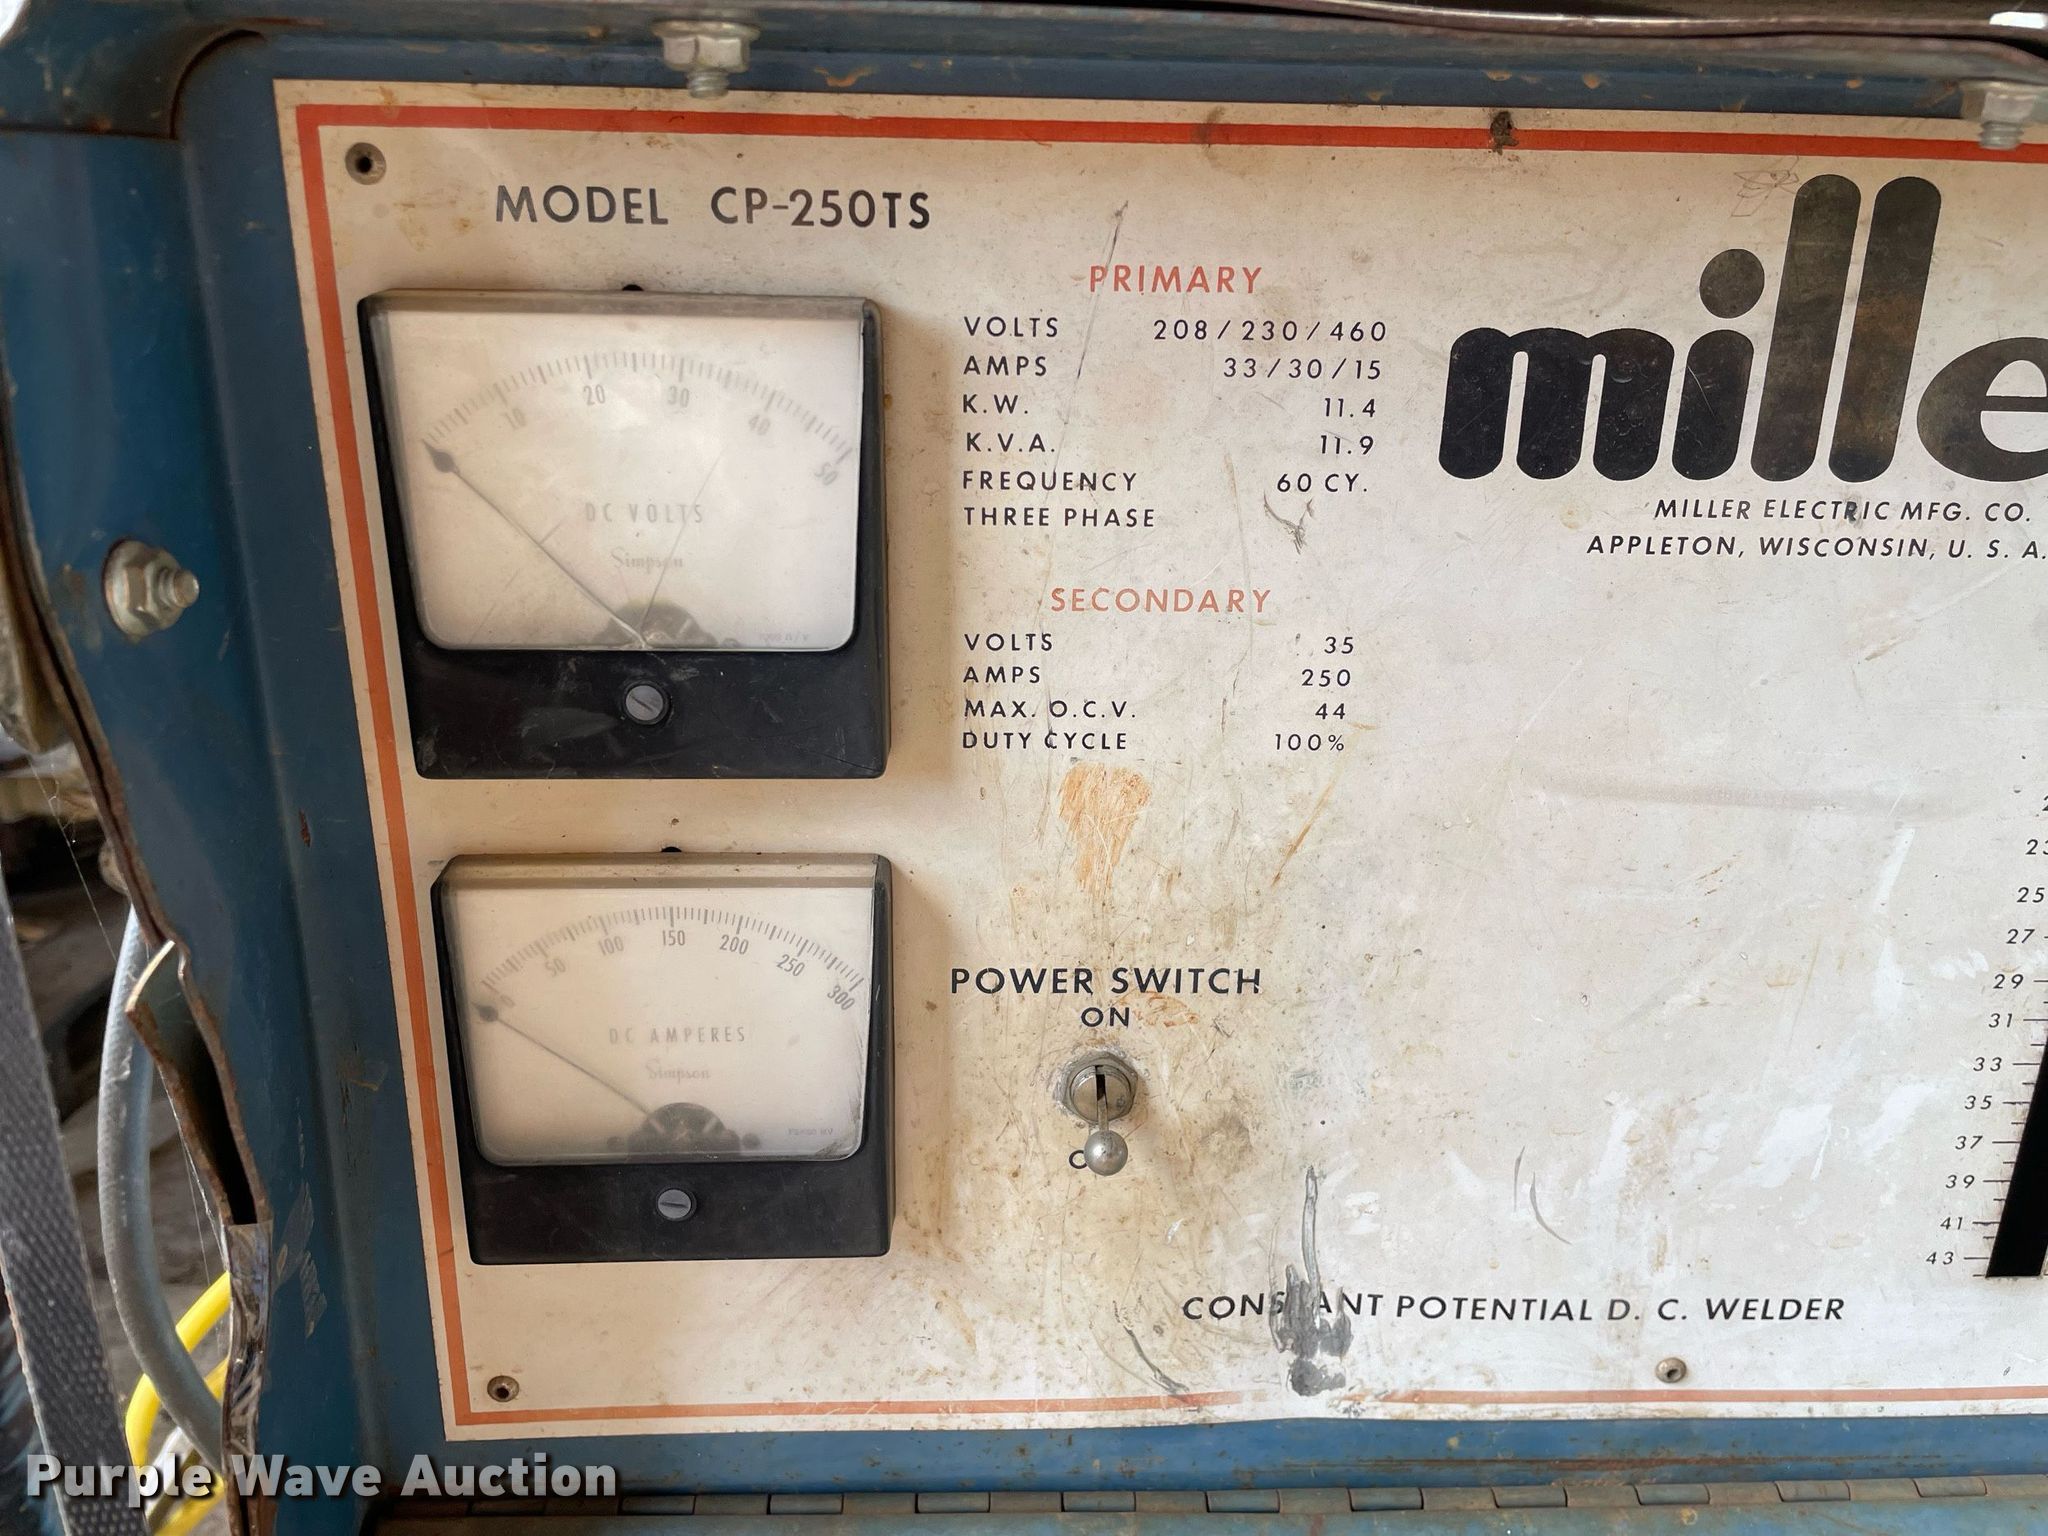 MODEL CP-250TS
PRIMARY
VOLTS 208/230/460
AMPS 33/30/15
K.W. 11.4
K.V.A. 11.9
FREQUENCY 60 CY.
THREE PHASE
SECONDARY
VOLTS 35
AMPS 250
MAX. O.C.V. 44
DUTY CYCLE 100%
10 20 30 40 50
DC VOLTS
Simpson
0 50 100 150 200 250 300
DC AMPERES
Simpson
POWER SWITCH
ON
mille
MILLER ELECTRIC MFG. CO.
APPLETON, WISCONSIN, U. S. A.
25
27
29
31
33
35
37
39
41
43
CONSTANT POTENTIAL D. C. WELDER
Purple Wave Auction